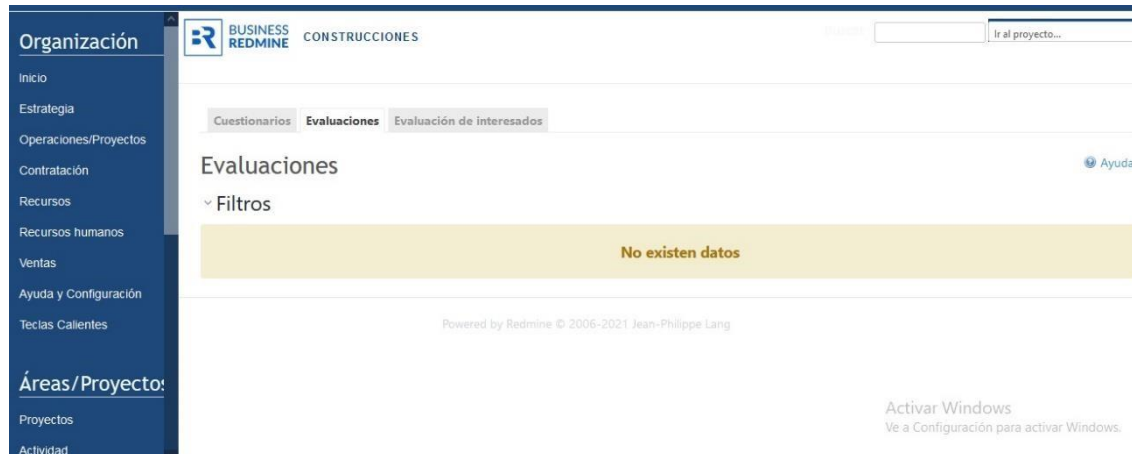 Organización
Inicio
Estrategia
Operaciones/Proyectos
Contratación
Recursos
Recursos humanos
Ventas
Ayuda y Configuración
Teclas Calientes
Áreas/Proyectos
Proyectos
Actividad
BUSINESS
REDMINE
CONSTRUCCIONES
Ir al proyecto...
Cuestionarios Evaluaciones Evaluación de interesados
Evaluaciones
Ayuda
Filtros
No existen datos
Powered by Redmine © 2006-2021 Jean-Philippe Lang
Activar Windows
Ve a Configuración para activar Windows.